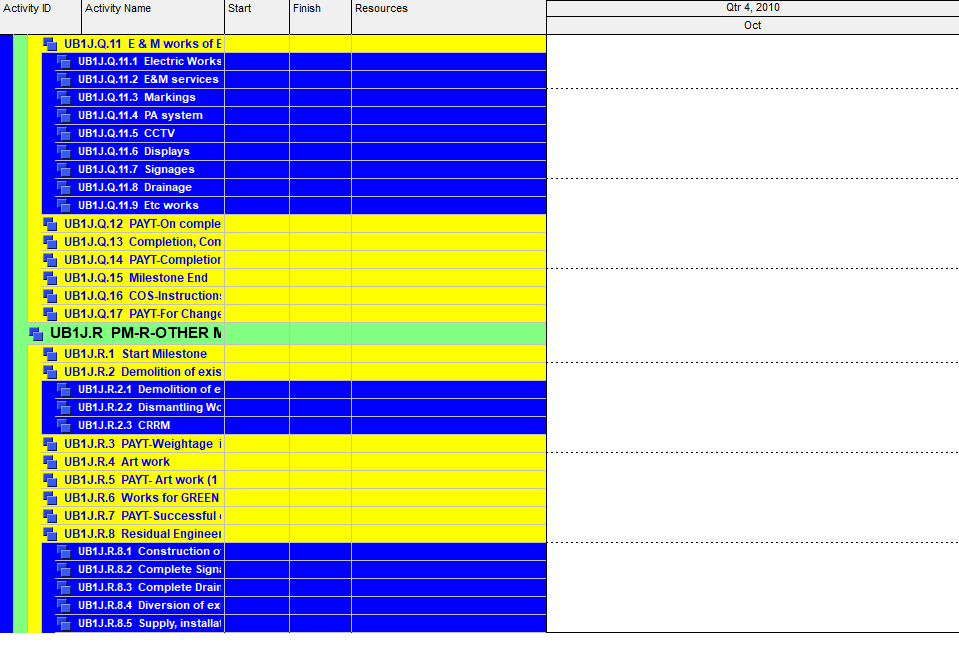 Activity ID Activity Name Start Finish Resources Qtr 4, 2010
Oct
UB1J.Q.11 E & M works of E
UB1J.Q.11.1 Electric Works
UB1J.Q.11.2 E&M services
UB1J.Q.11.3 Markings
UB1J.Q.11.4 PA system
UB1J.Q.11.5 CCTV
UB1J.Q.11.6 Displays
UB1J.Q.11.7 Signages
UB1J.Q.11.8 Drainage
UB1J.Q.11.9 Etc works
UB1J.Q.12 PAYT-On comple
UB1J.Q.13 Completion, Con
UB1J.Q.14 PAYT-Completion
UB1J.Q.15 Milestone End
UB1J.Q.16 COS-Instructions
UB1J.Q.17 PAYT-For Change
UB1J.R PM-R-OTHER M
UB1J.R.1 Start Milestone
UB1J.R.2 Demolition of exis
UB1J.R.2.1 Demolition of e
UB1J.R.2.2 Dismantling Wo
UB1J.R.2.3 CRRM
UB1J.R.3 PAYT-Weightage i
UB1J.R.4 Art work
UB1J.R.5 PAYT- Art work (1
UB1J.R.6 Works for GREEN
UB1J.R.7 PAYT-Successful
UB1J.R.8 Residual Engineer
UB1J.R.8.1 Construction o
UB1J.R.8.2 Complete Signa
UB1J.R.8.3 Complete Drain
UB1J.R.8.4 Diversion of ex
UB1J.R.8.5 Supply, installat